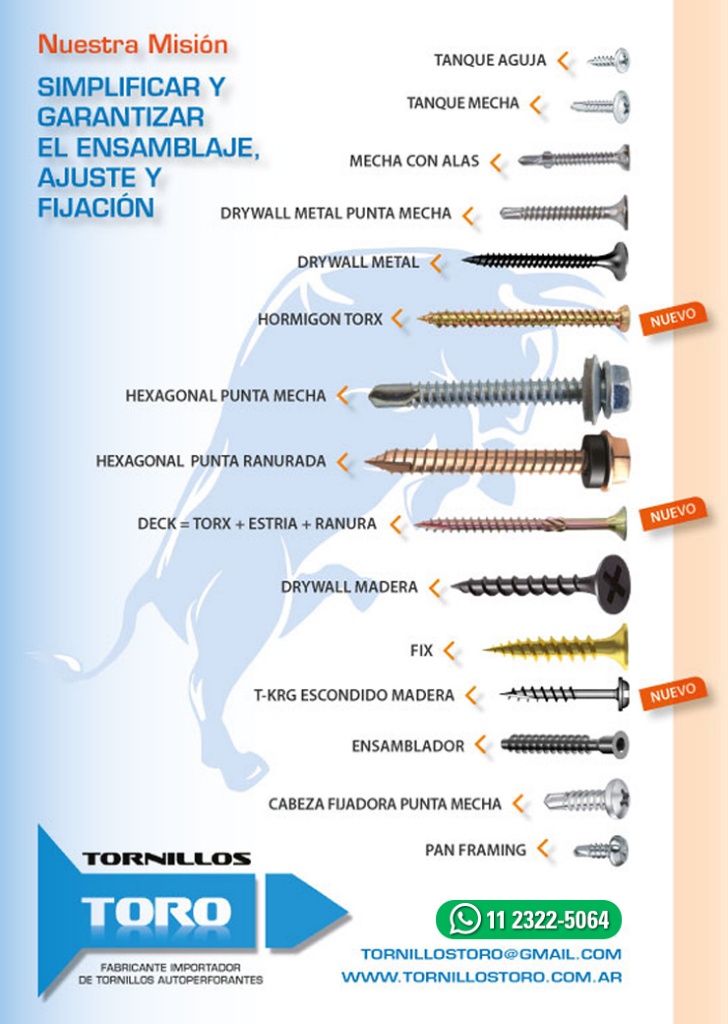 Nuestra Misión
SIMPLIFICAR Y
GARANTIZAR
EL ENSAMBLAJE,
AJUSTE Y
FIJACIÓN
TANQUE AGUJA
TANQUE MECHA
MECHA CON ALAS
DRYWALL METAL PUNTA MECHA
DRYWALL METAL
HORMIGON TORX
NUEVO
HEXAGONAL PUNTA MECHA
HEXAGONAL PUNTA RANURADA
DECK = TORX + ESTRIA + RANURA
NUEVO
DRYWALL MADERA
FIX
T-KRG ESCONDIDO MADERA
NUEVO
ENSAMBLADOR
CABEZA FIJADORA PUNTA MECHA
PAN FRAMING
TORNILLOS
TORO
FABRICANTE IMPORTADOR
DE TORNILLOS AUTOPERFORANTES
11 2322-5064
TORNILLOSTORO@GMAIL.COM
WWW.TORNILLOSTORO.COM.AR